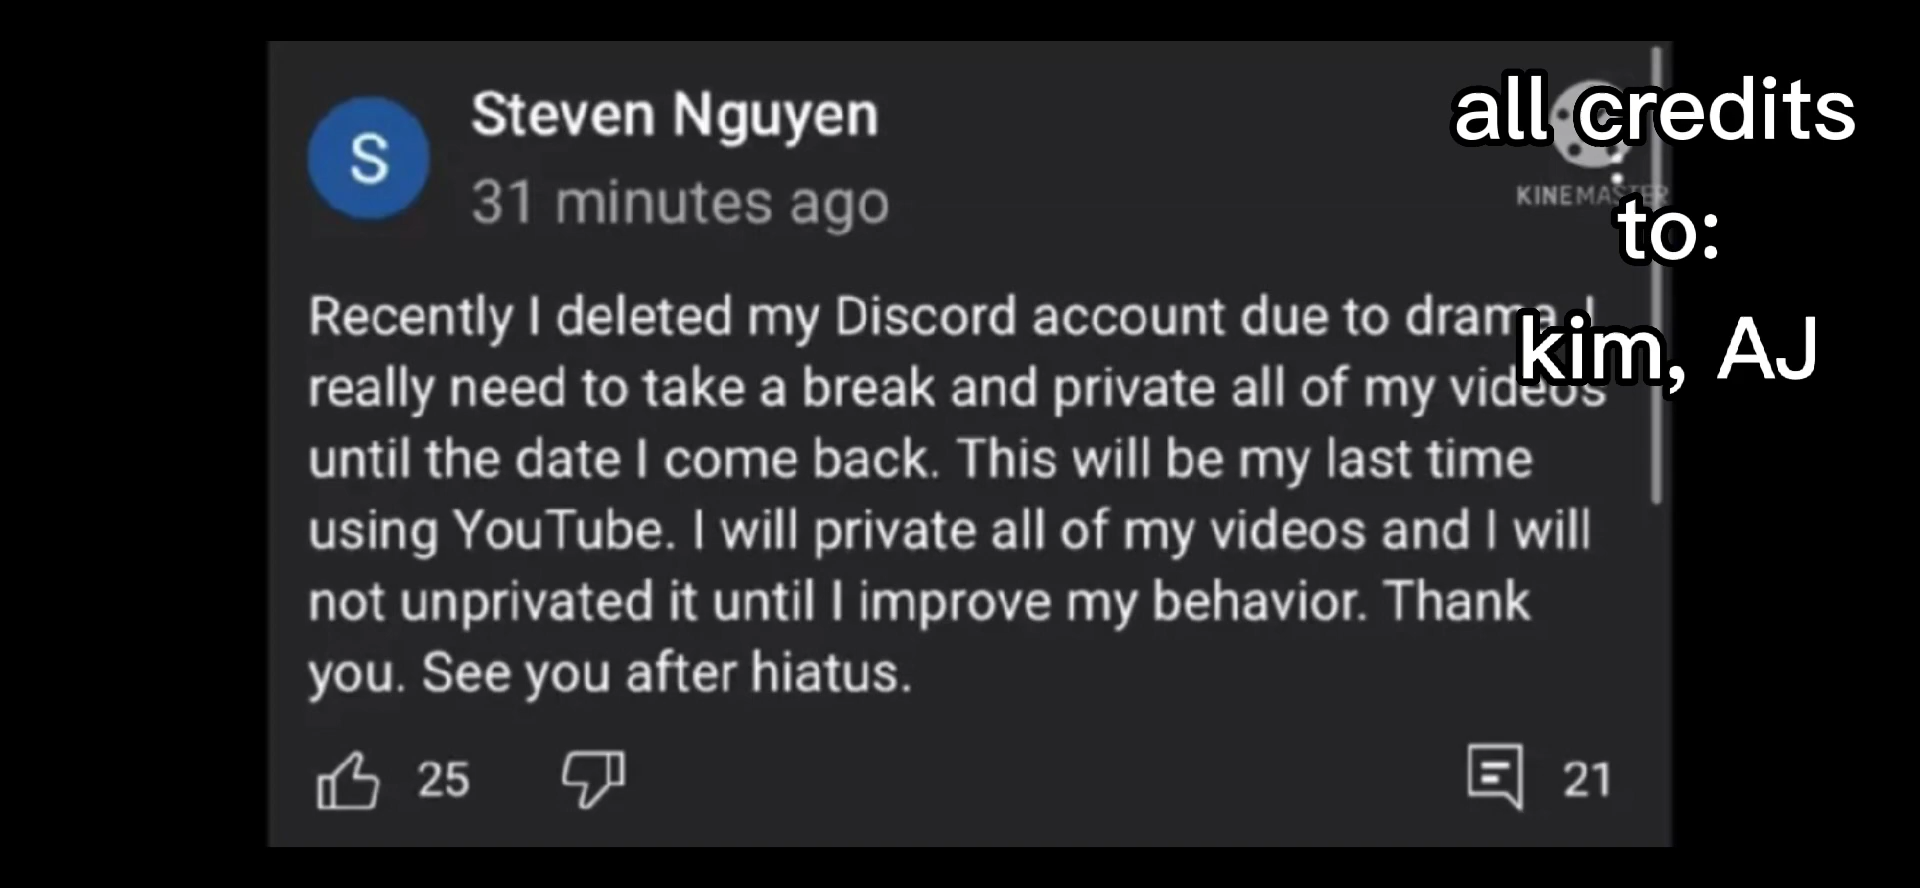 S
Steven Nguyen
31 minutes ago
all credits
to:
kim, AJ
KINEMASTER
Recently I deleted my Discord account due to drama I
really need to take a break and private all of my videos
until the date I come back. This will be my last time
using YouTube. I will private all of my videos and I will
not unprivated it until I improve my behavior. Thank
you. See you after hiatus.
25
21